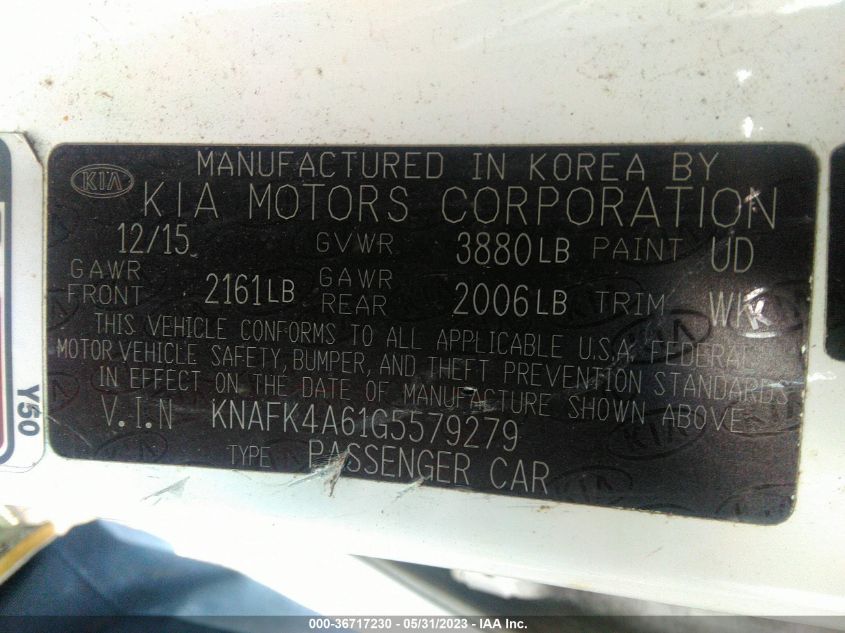 KIA
MANUFACTURED IN KOREA BY
KIA MOTORS CORPORATION
12/15 GVWR 3880LB PAINT UD
GAWR FRONT 2161LB GAWR REAR 2006LB TRIM WK
THIS VEHICLE CONFORMS TO ALL APPLICABLE U.S.A. FEDERAL
MOTOR VEHICLE SAFETY, BUMPER, AND THEFT PREVENTION STANDARDS
IN EFFECT ON THE DATE OF MANUFACTURE SHOWN ABOVE.
V.I.N KNAFK4A61G5579279
TYPE PASSENGER CAR
Y50
000-36717230 - 05/31/2023 - IAAI Inc.